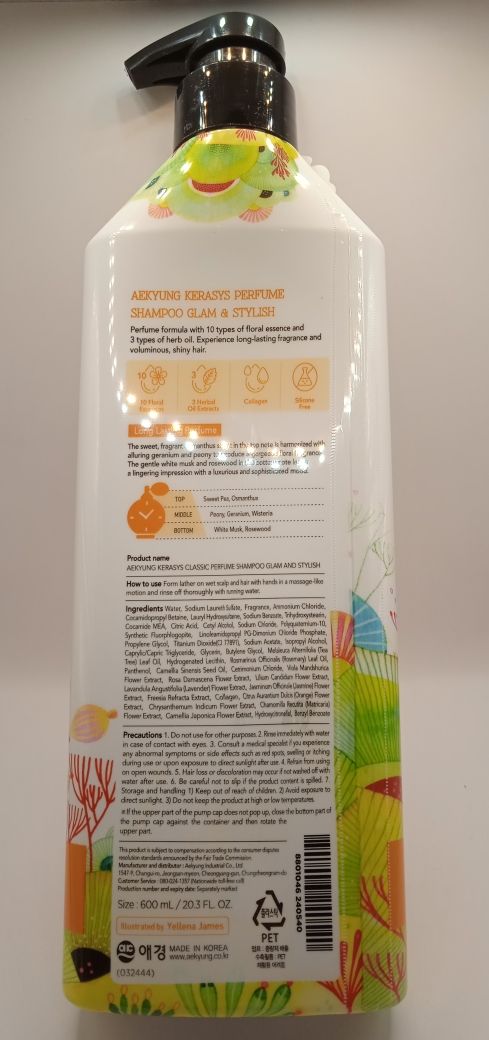 AEKYUNG KERASYS PERFUME
SHAMPOO GLAM & STYLISH
Perfume formula with 10 types of floral essence and
3 types of herb oil. Experience long-lasting fragrance and
voluminous, shiny hair.
10
10 Floral
3
3 Herbal
Oil Extracts
Collagen
Silicone
Free
Long Lasting Perfume
The sweet, fragrant in the top note is harmonized with
alluring geranium and peony to floral fragrance.
The gentle white musk and rosewood in
a lingering impression with a luxurious and sophisticated mood.
TOP Sweet Pea, Osmanthus
MIDDLE Peony, Geranium, Wisteria
BOTTOM White Musk, Rosewood
Product name
AEKYUNG KERASYS CLASSIC PERFUME SHAMPOO GLAM AND STYLISH
How to use Form lather on wet scalp and hair with hands in a massage-like
motion and rinse off thoroughly with running water.
Ingredients Water, Sodium Laureth Sulfate, Fragrance, Ammonium Chloride,
Cocamidopropyl Betaine, Lauryl Hydroxysultaine, Sodium Benzoate, Trihydroxystearin,
Cocamide MEA, Citric Acid, Cetyl Alcohol, Sodium Chloride, Polyquaternium-10,
Synthetic Fluorphlogopite, Linoleamidopropyl PG-Dimonium Chloride Phosphate,
Propylene Glycol, Titanium Dioxide(CI 77891), Sodium Acetate, Isopropyl Alcohol,
Caprylic/Capric Triglyceride, Glycerin, Butylene Glycol, Melaleuca Alternifolia (Tea
Tree) Leaf Oil, Hydrogenated Lecithin, Rosmarinus Officinalis (Rosemary) Leaf Oil,
Panthenol, Camellia Sinensis Seed Oil, Cetrimonium Chloride, Viola Mandshurica
Flower Extract, Rosa Damascena Flower Extract, Lilium Candidum Flower Extract,
Lavandula Angustifolia (Lavender) Flower Extract, Jasminum Officinale (Jasmine) Flower
Extract, Freesia Refracta Extract, Collagen, Citrus Aurantium Dulcis (Orange) Flower
Extract, Chrysanthemum Indicum Flower Extract, Chamomilla Recutita (Matricaria)
Flower Extract, Camellia Japonica Flower Extract, Hydroxycitronellal, Benzyl Benzoate
Precautions 1. Do not use for other purposes. 2. Rinse immediately with water
in case of contact with eyes. 3. Consult a medical specialist if you experience
any abnormal symptoms or side effects such as red spots, swelling or itching
during use or upon exposure to direct sunlight after use. 4. Refrain from using
on open wounds. 5. Hair loss or discoloration may occur if not washed off with
water after use. 6. Be careful not to slip if the product content is spilled. 7.
Storage and handling 1) Keep out of reach of children. 2) Avoid exposure to
direct sunlight. 3) Do not keep the product at high or low temperatures.
※ If the upper part of the pump cap does not pop up, close the bottom part of
the pump cap against the container and then rotate the
upper part.
This product is subject to compensation according to the consumer disputes
resolution standards announced by the Fair Trade Commission.
Manufacturer and distributor : Aekyung Industrial Co., Ltd.
Customer Service : 080-024-1357 (Nationwide toll-free call)
Production number and expiry date: Separately marked
Size : 600 mL / 20.3 FL. OZ.
Illustrated by Yellena James
애경 MADE IN KOREA
www.aekyung.co.kr
(032444)
플라스틱
PET
8801046 240540